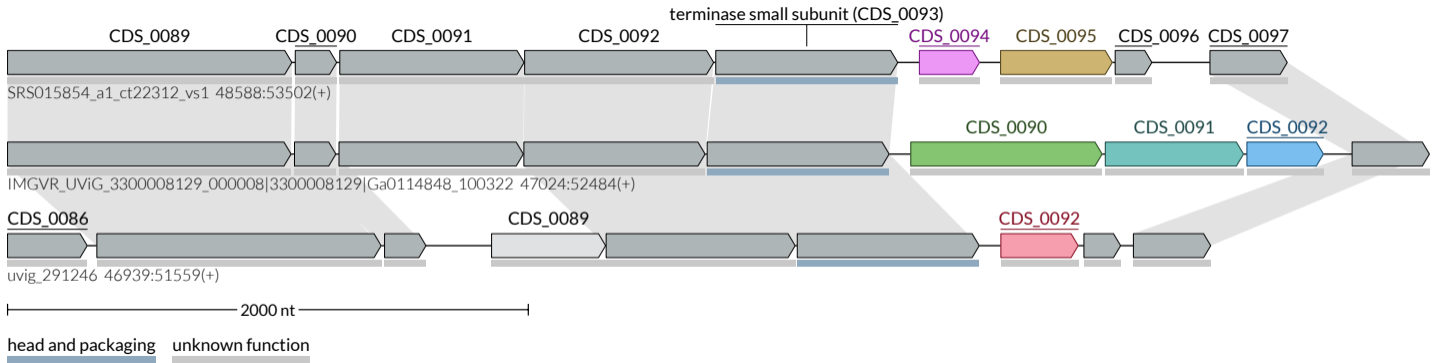 terminase small subunit (CDS_0093)
CDS_0089 CDS_0090 CDS_0091 CDS_0092 CDS_0094 CDS_0095 CDS_0096 CDS_0097
SRS015854_a1_ct22312_vs1 48588:53502(+)
CDS_0090 CDS_0091 CDS_0092
IMGVR_UViG_3300008129_000008|3300008129|Ga0114848_100322 47024:52484(+)
CDS_0086 CDS_0089 CDS_0092
uvig_291246 46939:51559(+)
2000 nt
head and packaging unknown function